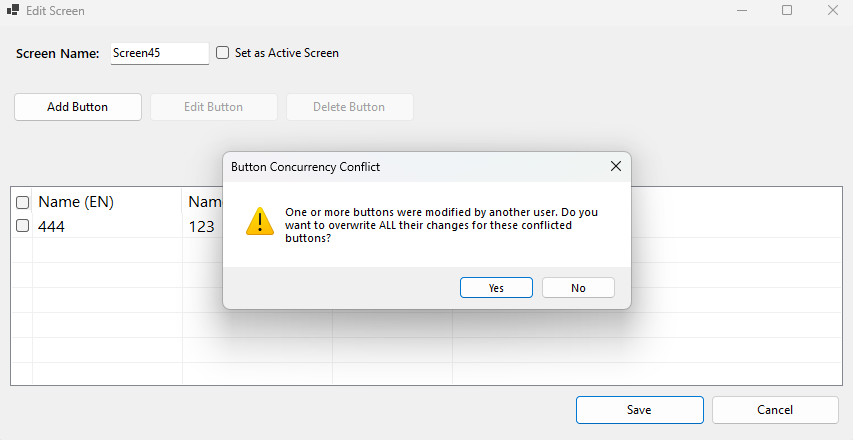 Edit Screen
Screen Name: Screen45 Set as Active Screen
Add Button Edit Button Delete Button
Button Concurrency Conflict
One or more buttons were modified by another user. Do you
want to overwrite ALL their changes for these conflicted
buttons?
Yes No
Name (EN) Nam
444 123
Save Cancel